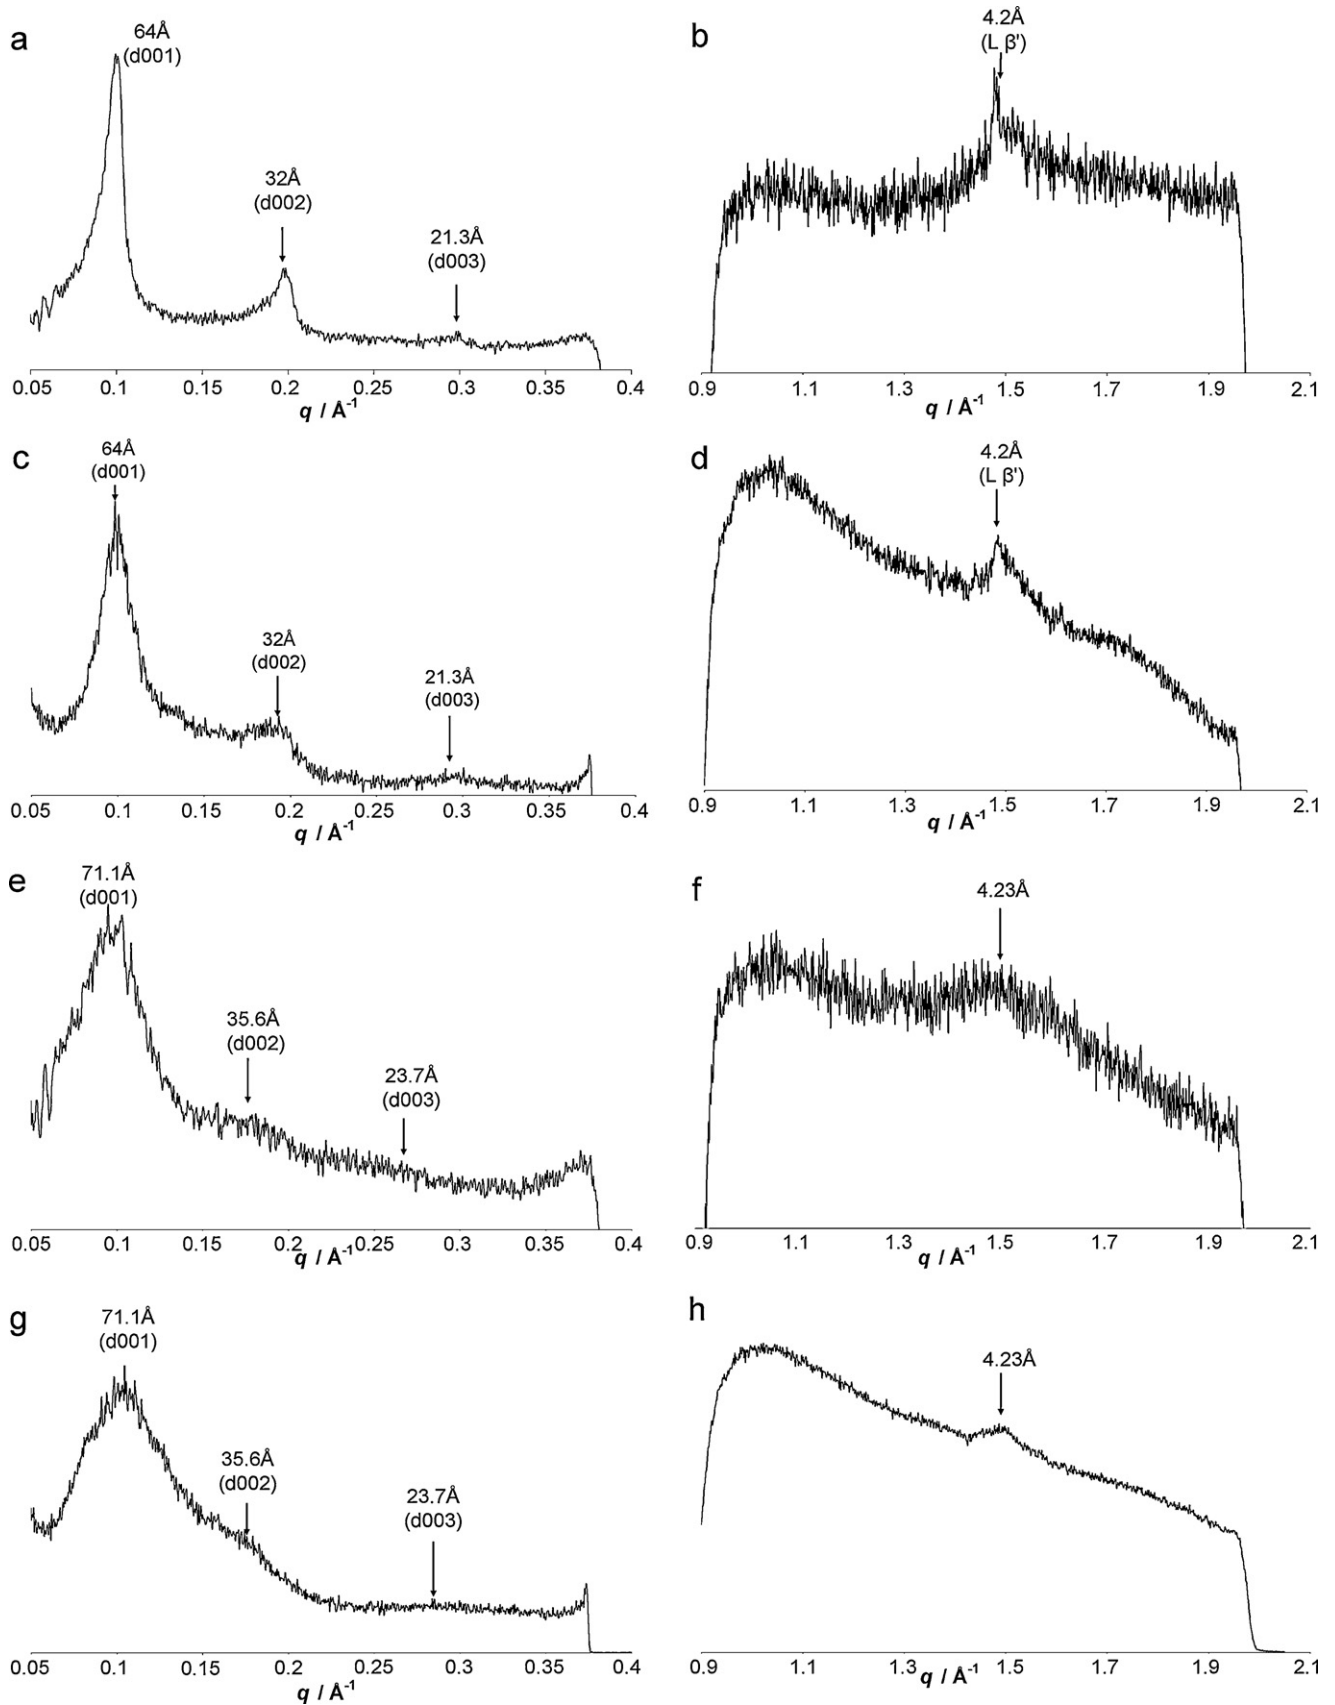 a
64Å
(d001)
32Å
(d002)
21.3Å
(d003)
0.05 0.1 0.15 0.2 0.25 0.3 0.35 0.4
q / Å-1
b
4.2Å
(L β')
0.9 1.1 1.3 1.5 1.7 1.9 2.1
q / Å-1
c
64Å
(d001)
32Å
(d002)
21.3Å
(d003)
0.05 0.1 0.15 0.2 0.25 0.3 0.35 0.4
q / Å-1
d
4.2Å
(L β')
0.9 1.1 1.3 1.5 1.7 1.9 2.1
q / Å-1
e
71.1Å
(d001)
35.6Å
(d002)
23.7Å
(d003)
0.05 0.1 0.15 0.2 0.25 0.3 0.35 0.4
q / Å-1
f
4.23Å
0.9 1.1 1.3 1.5 1.7 1.9 2.1
q / Å-1
g
71.1Å
(d001)
35.6Å
(d002)
23.7Å
(d003)
0.05 0.1 0.15 0.2 0.25 0.3 0.35 0.4
q / Å-1
h
4.23Å
0.9 1.1 1.3 1.5 1.7 1.9 2.1
q / Å-1